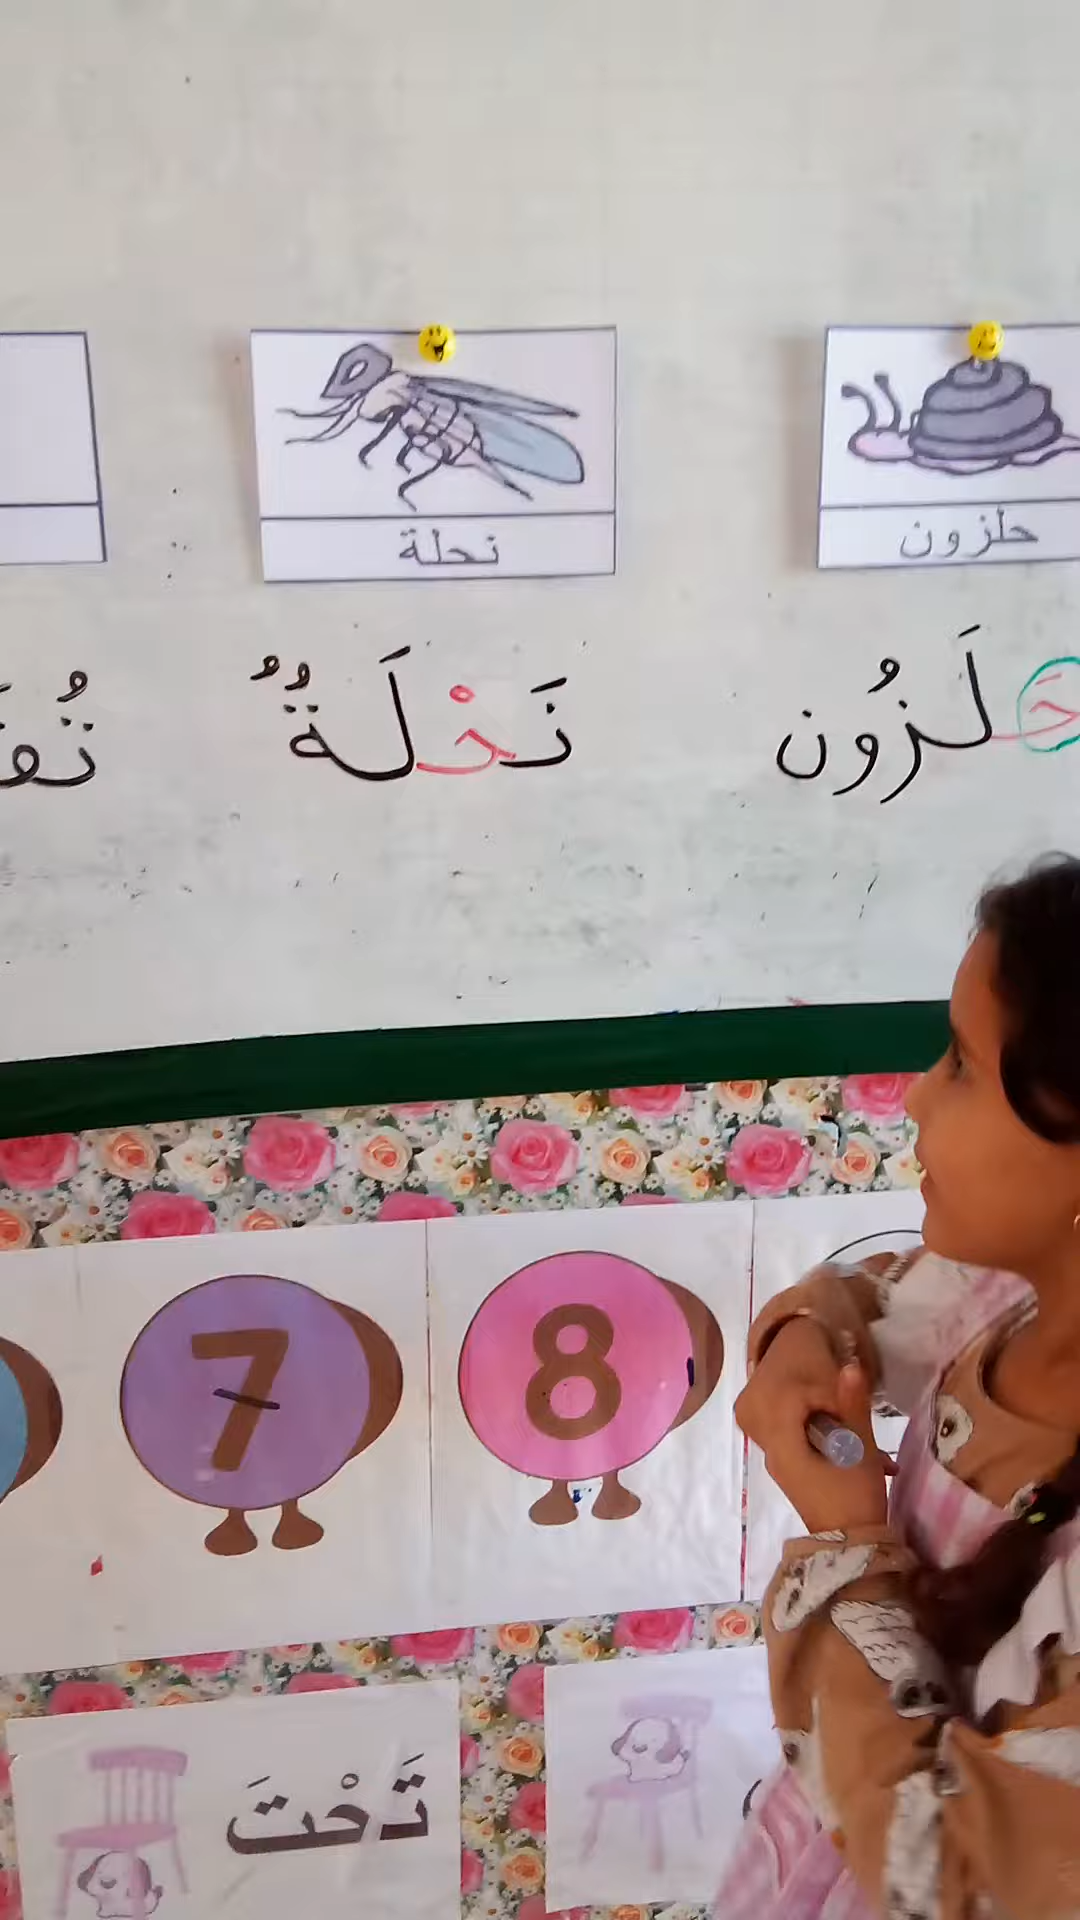 حلزون
نحلة
حَلَزُون
نَحْلَةٌ
7
8
تَحْتَ